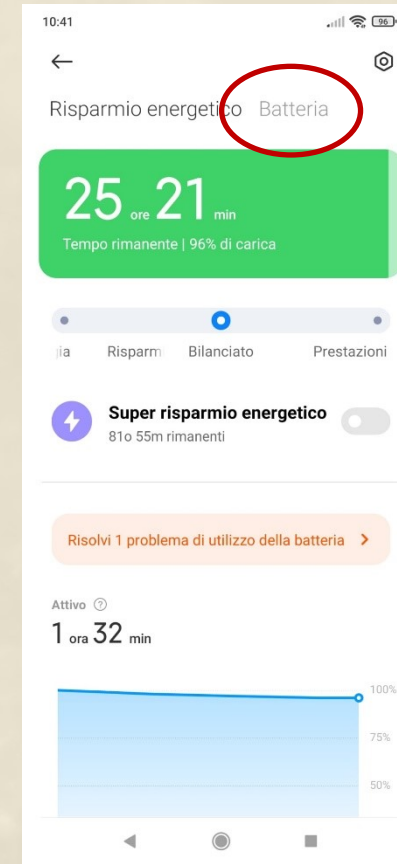 10:41
96
Risparmio energetico Batteria
25 ore 21 min
Tempo rimanente | 96% di carica
gia Risparm Bilanciato Prestazioni
Super risparmio energetico
81o 55m rimanenti
Risolvi 1 problema di utilizzo della batteria
Attivo ?
1 ora 32 min
100%
75%
50%